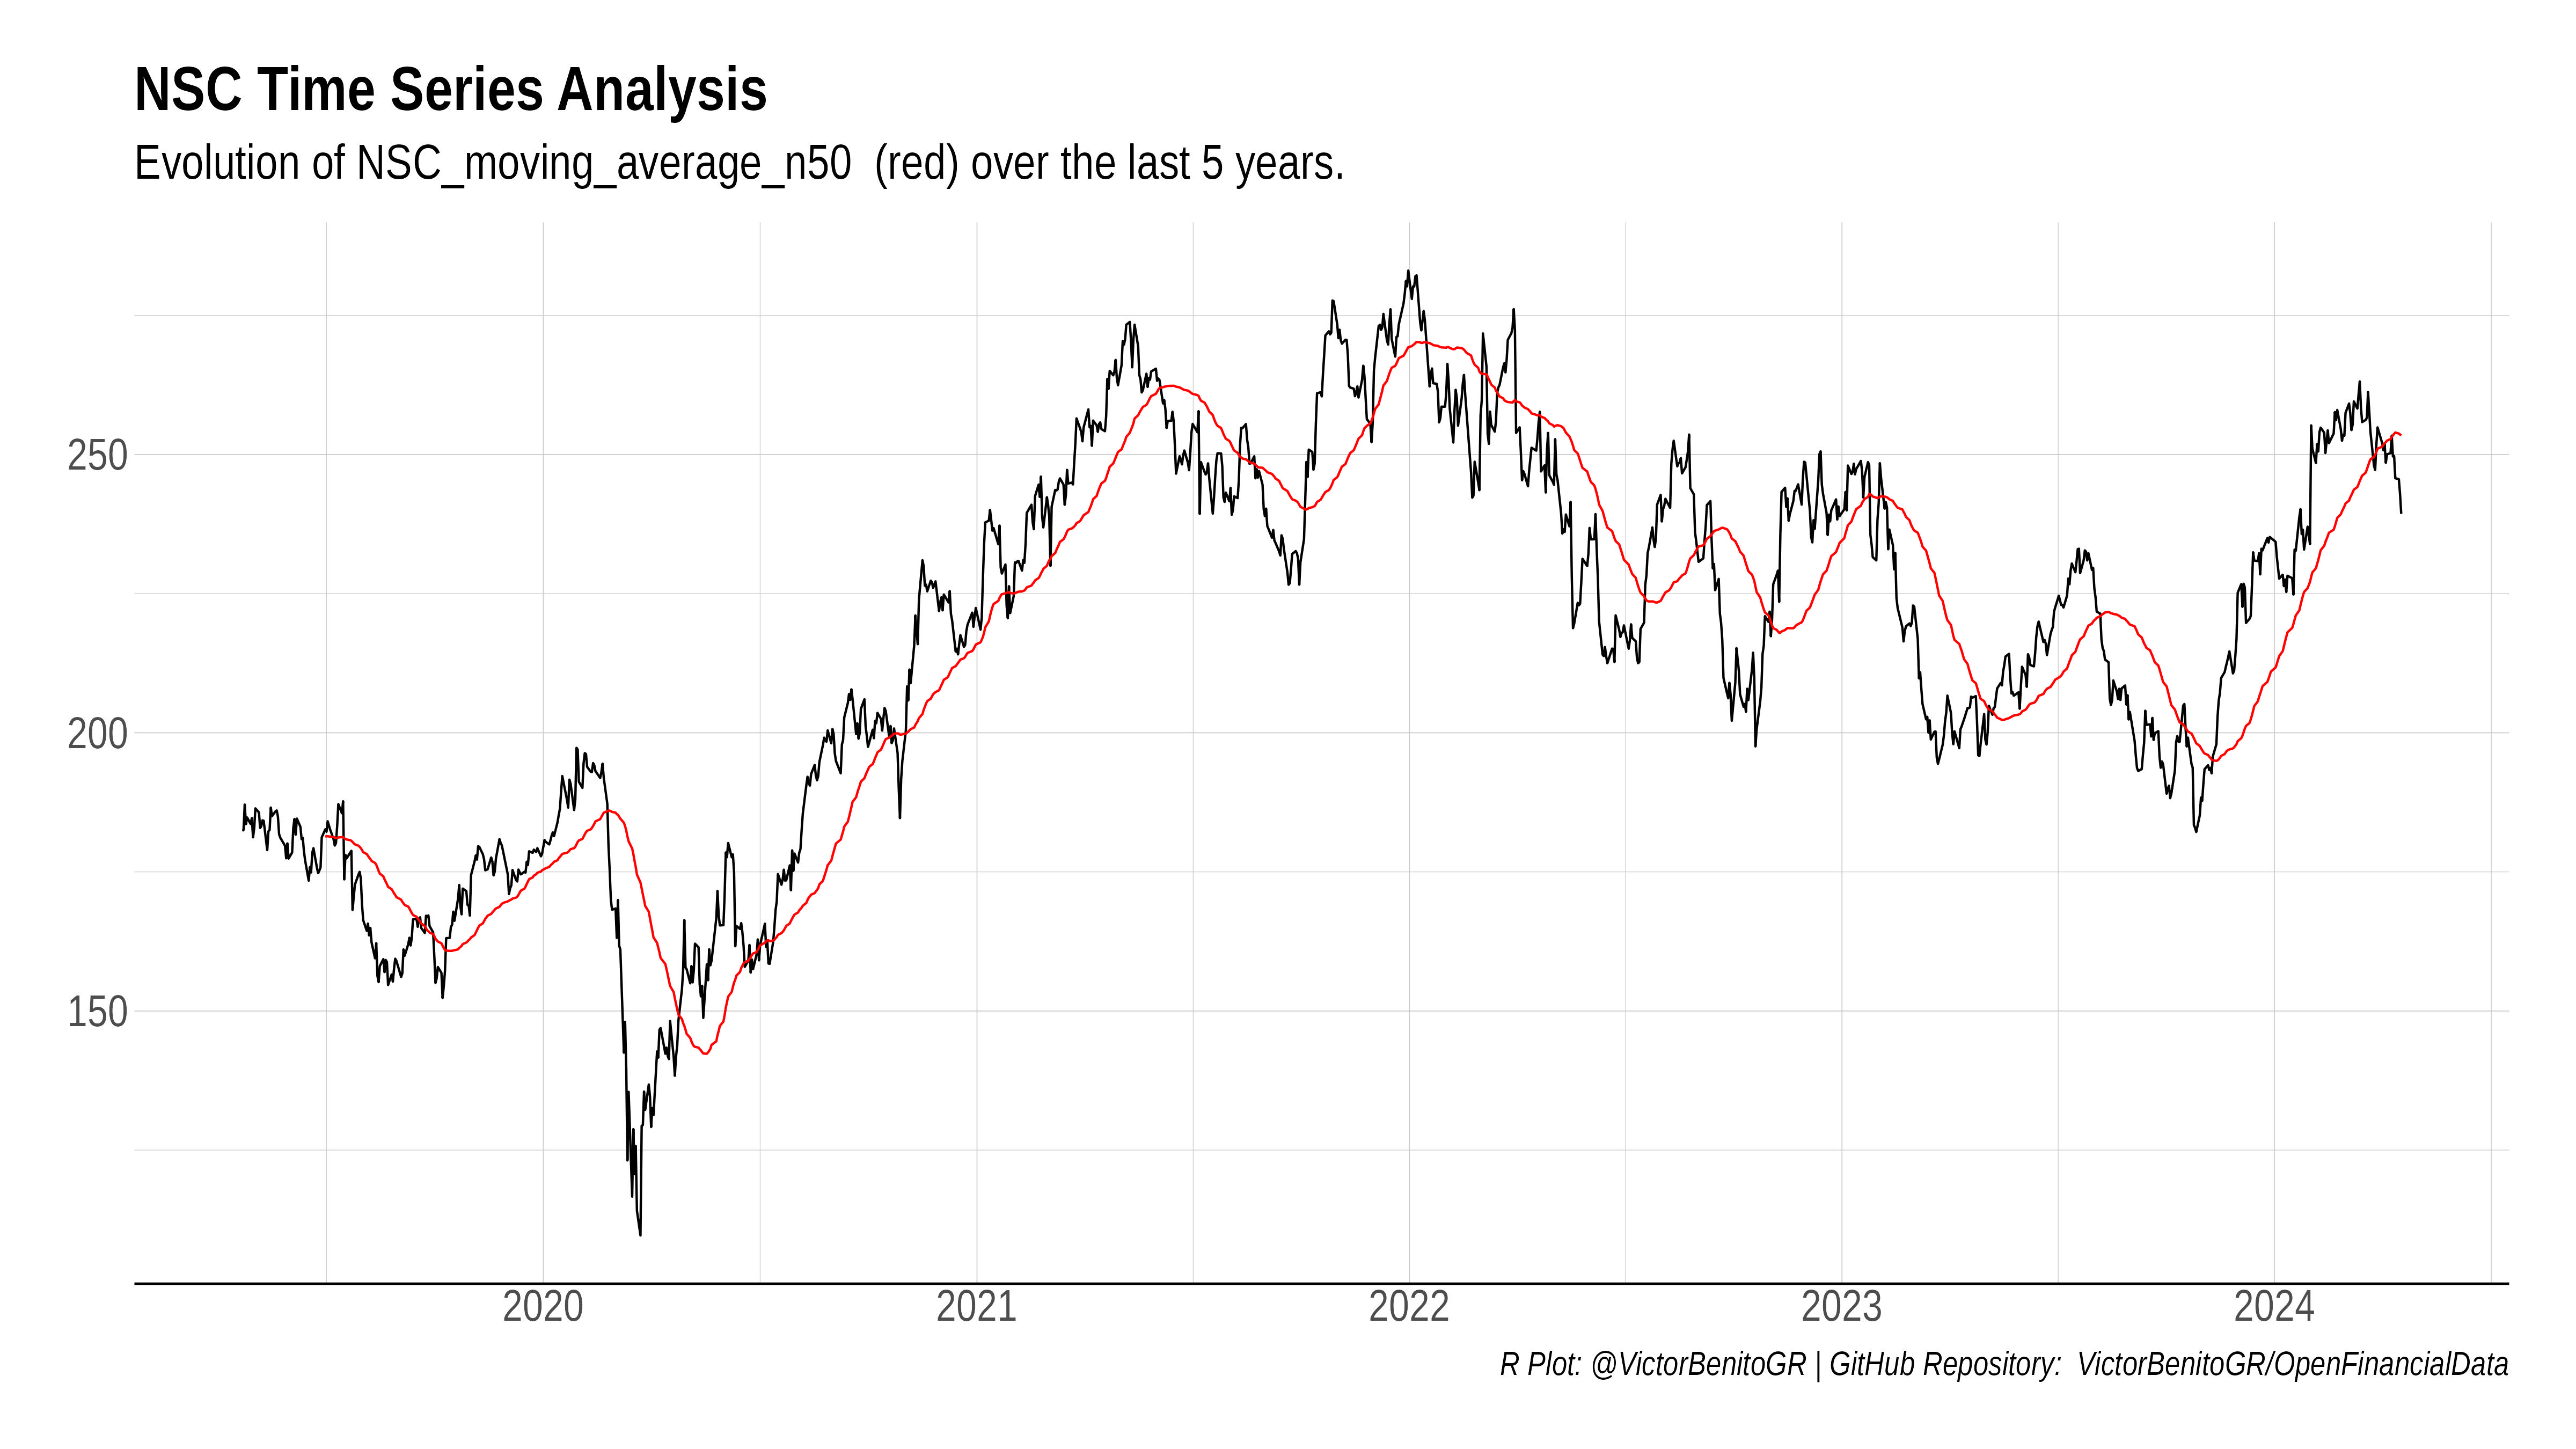 NSC Time Series Analysis
Evolution of NSC_moving_average_n50  (red) over the last 5 years.
250
200
150
2020 2021 2022 2023 2024
R Plot: @VictorBenitoGR | GitHub Repository:  VictorBenitoGR/OpenFinancialData